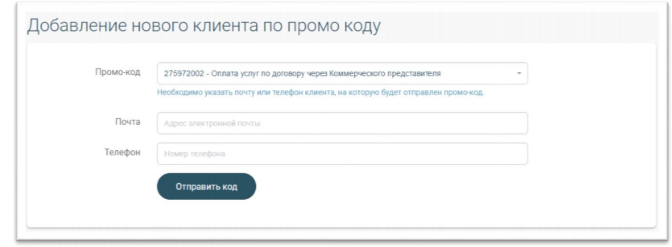 Добавление нового клиента по промо коду
Промо-код
275972002 - Оплата услуг по договору через Коммерческого представителя
Необходимо указать почту или телефон клиента, на которую будет отправлен промо-код.
Почта
Адрес электронной почты
Телефон
Номер телефона
Отправить код